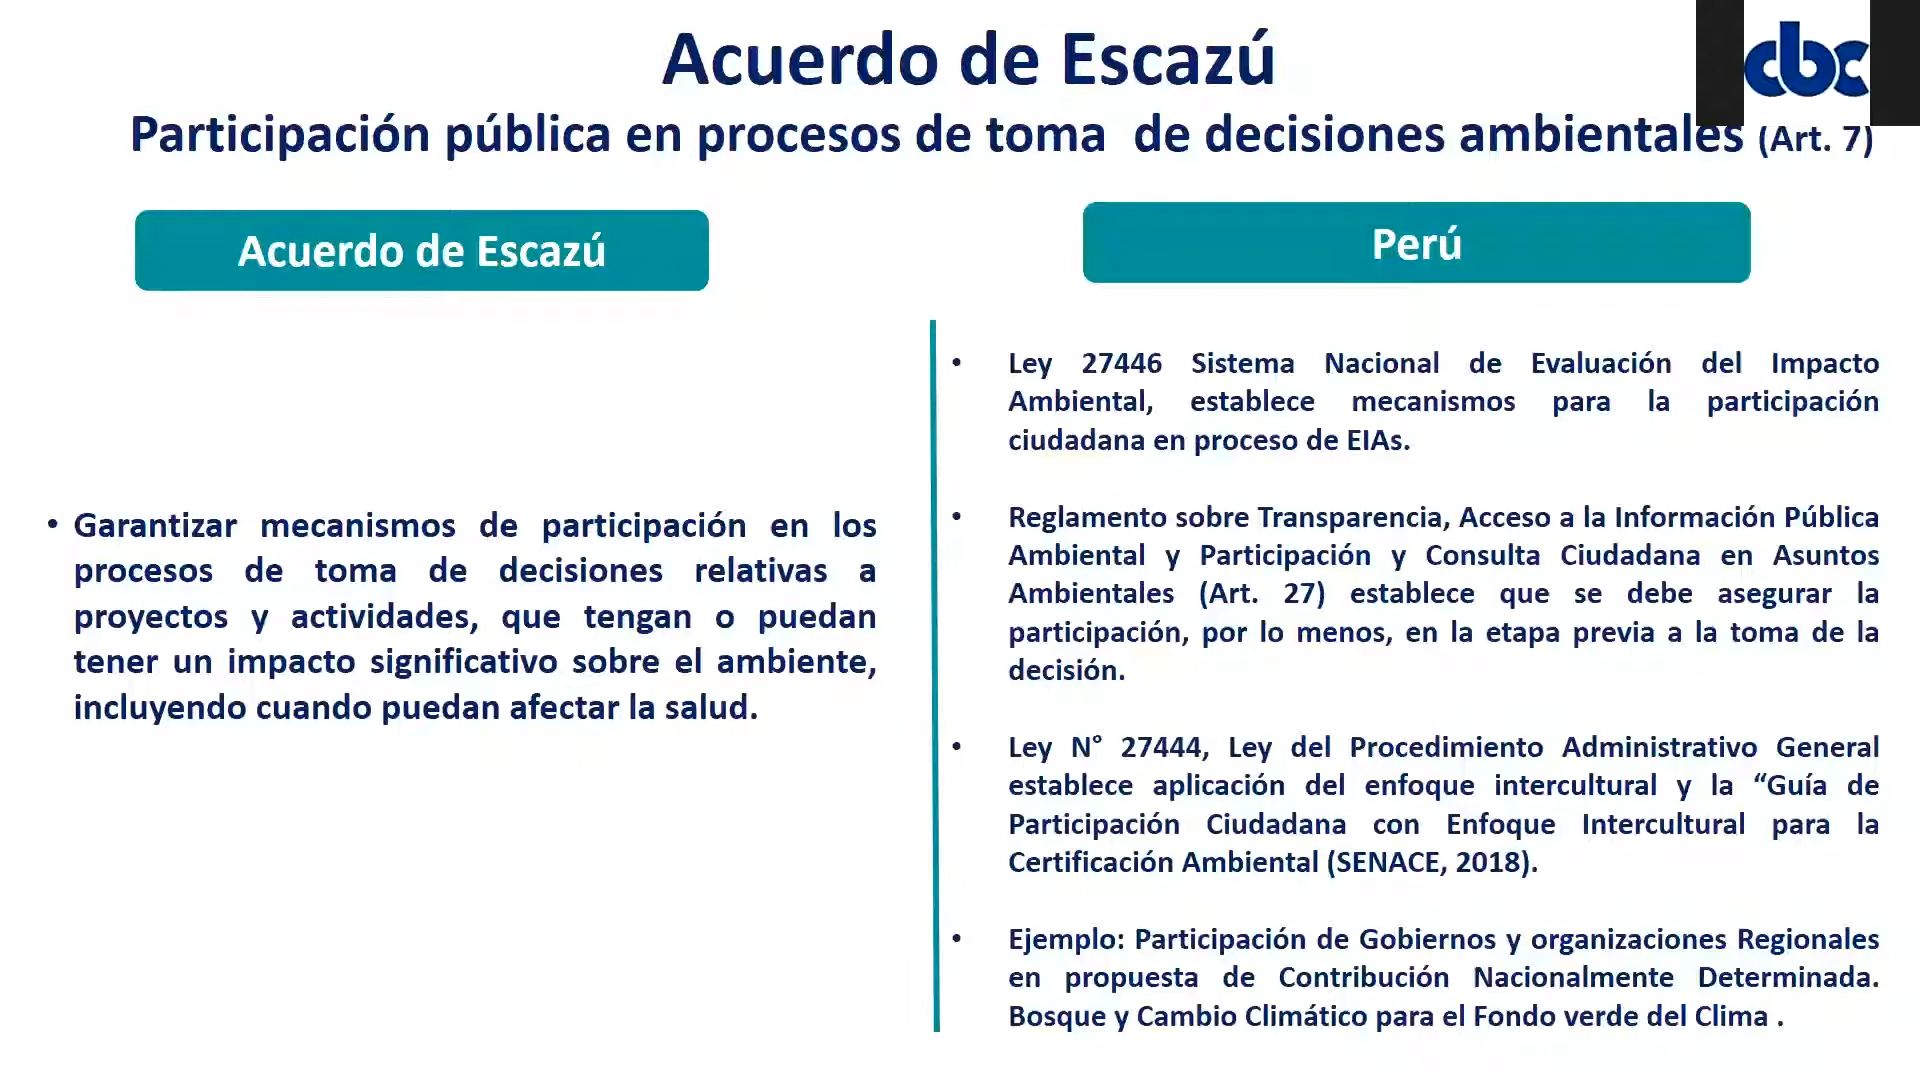 Acuerdo de Escazú
cbc
Participación pública en procesos de toma de decisiones ambientales (Art. 7)
Acuerdo de Escazú
• Garantizar mecanismos de participación en los
procesos de toma de decisiones relativas a
proyectos y actividades, que tengan o puedan
tener un impacto significativo sobre el ambiente,
incluyendo cuando puedan afectar la salud.
Perú
• Ley 27446 Sistema Nacional de Evaluación del Impacto
Ambiental, establece mecanismos para la participación
ciudadana en proceso de EIAs.
• Reglamento sobre Transparencia, Acceso a la Información Pública
Ambiental y Participación y Consulta Ciudadana en Asuntos
Ambientales (Art. 27) establece que se debe asegurar la
participación, por lo menos, en la etapa previa a la toma de la
decisión.
• Ley N° 27444, Ley del Procedimiento Administrativo General
establece aplicación del enfoque intercultural y la “Guía de
Participación Ciudadana con Enfoque Intercultural para la
Certificación Ambiental (SENACE, 2018).
• Ejemplo: Participación de Gobiernos y organizaciones Regionales
en propuesta de Contribución Nacionalmente Determinada.
Bosque y Cambio Climático para el Fondo verde del Clima .